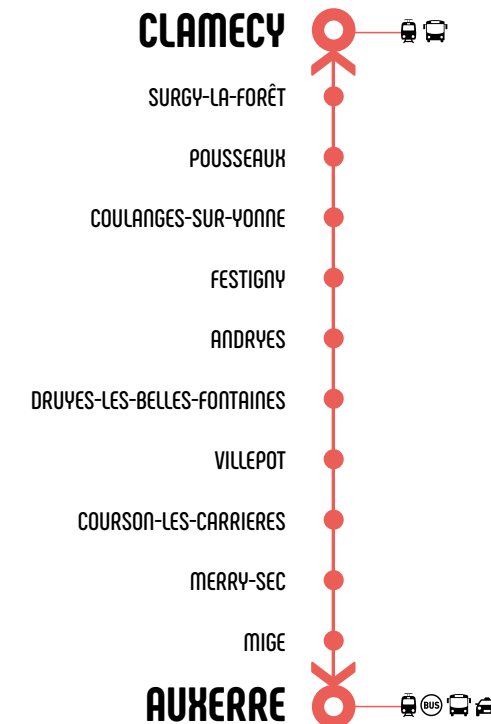 CLAMECY
SURGY-LA-FORÊT
POUSSEAUX
COULANGES-SUR-YONNE
FESTIGNY
ANDRYES
DRUYES-LES-BELLES-FONTAINES
VILLEPOT
COURSON-LES-CARRIERES
MERRY-SEC
MIGE
AUXERRE
BUS